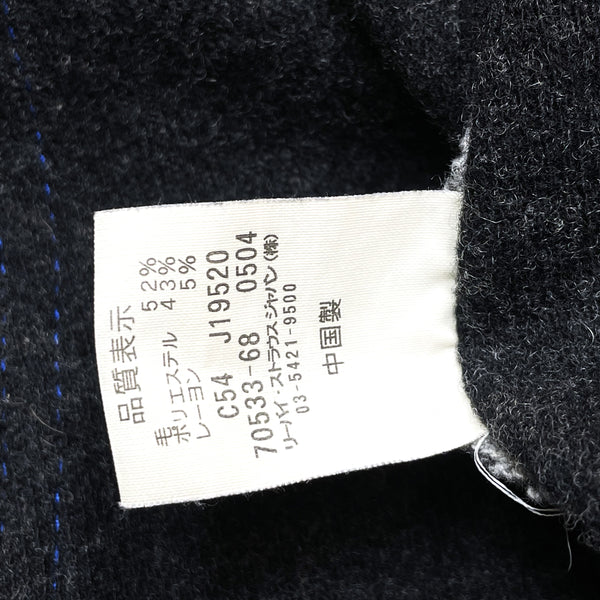 品質表示
毛 52%
ポリエステル 43%
レーヨン 5%
C54 J19520
70533-68 0504
リーバイ・ストラウス ジャパン(株)
03-5421-9500
中国製